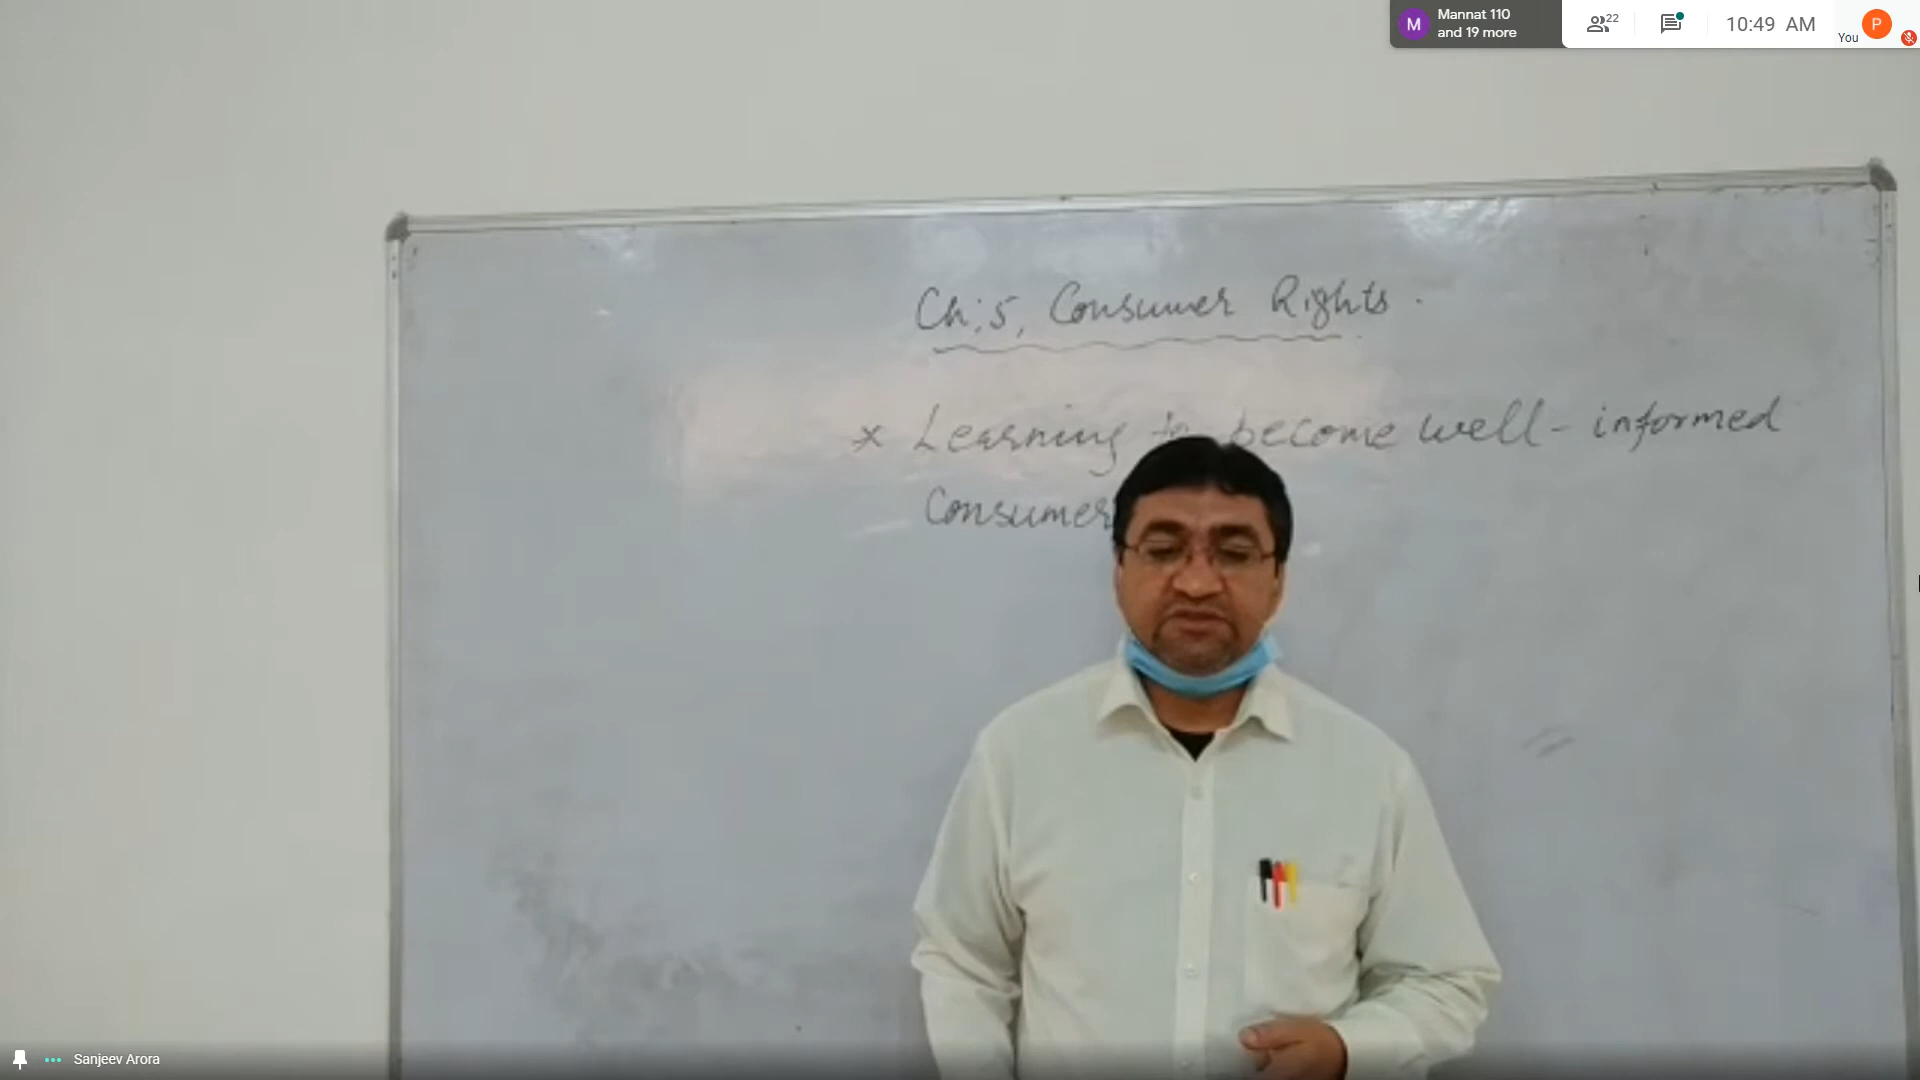 Mannat 110
and 19 more
M
22
10:49 AM
You
P
Ch: 5, Consumer Rights.
* Learning to become well-informed
Consumer
Sanjeev Arora